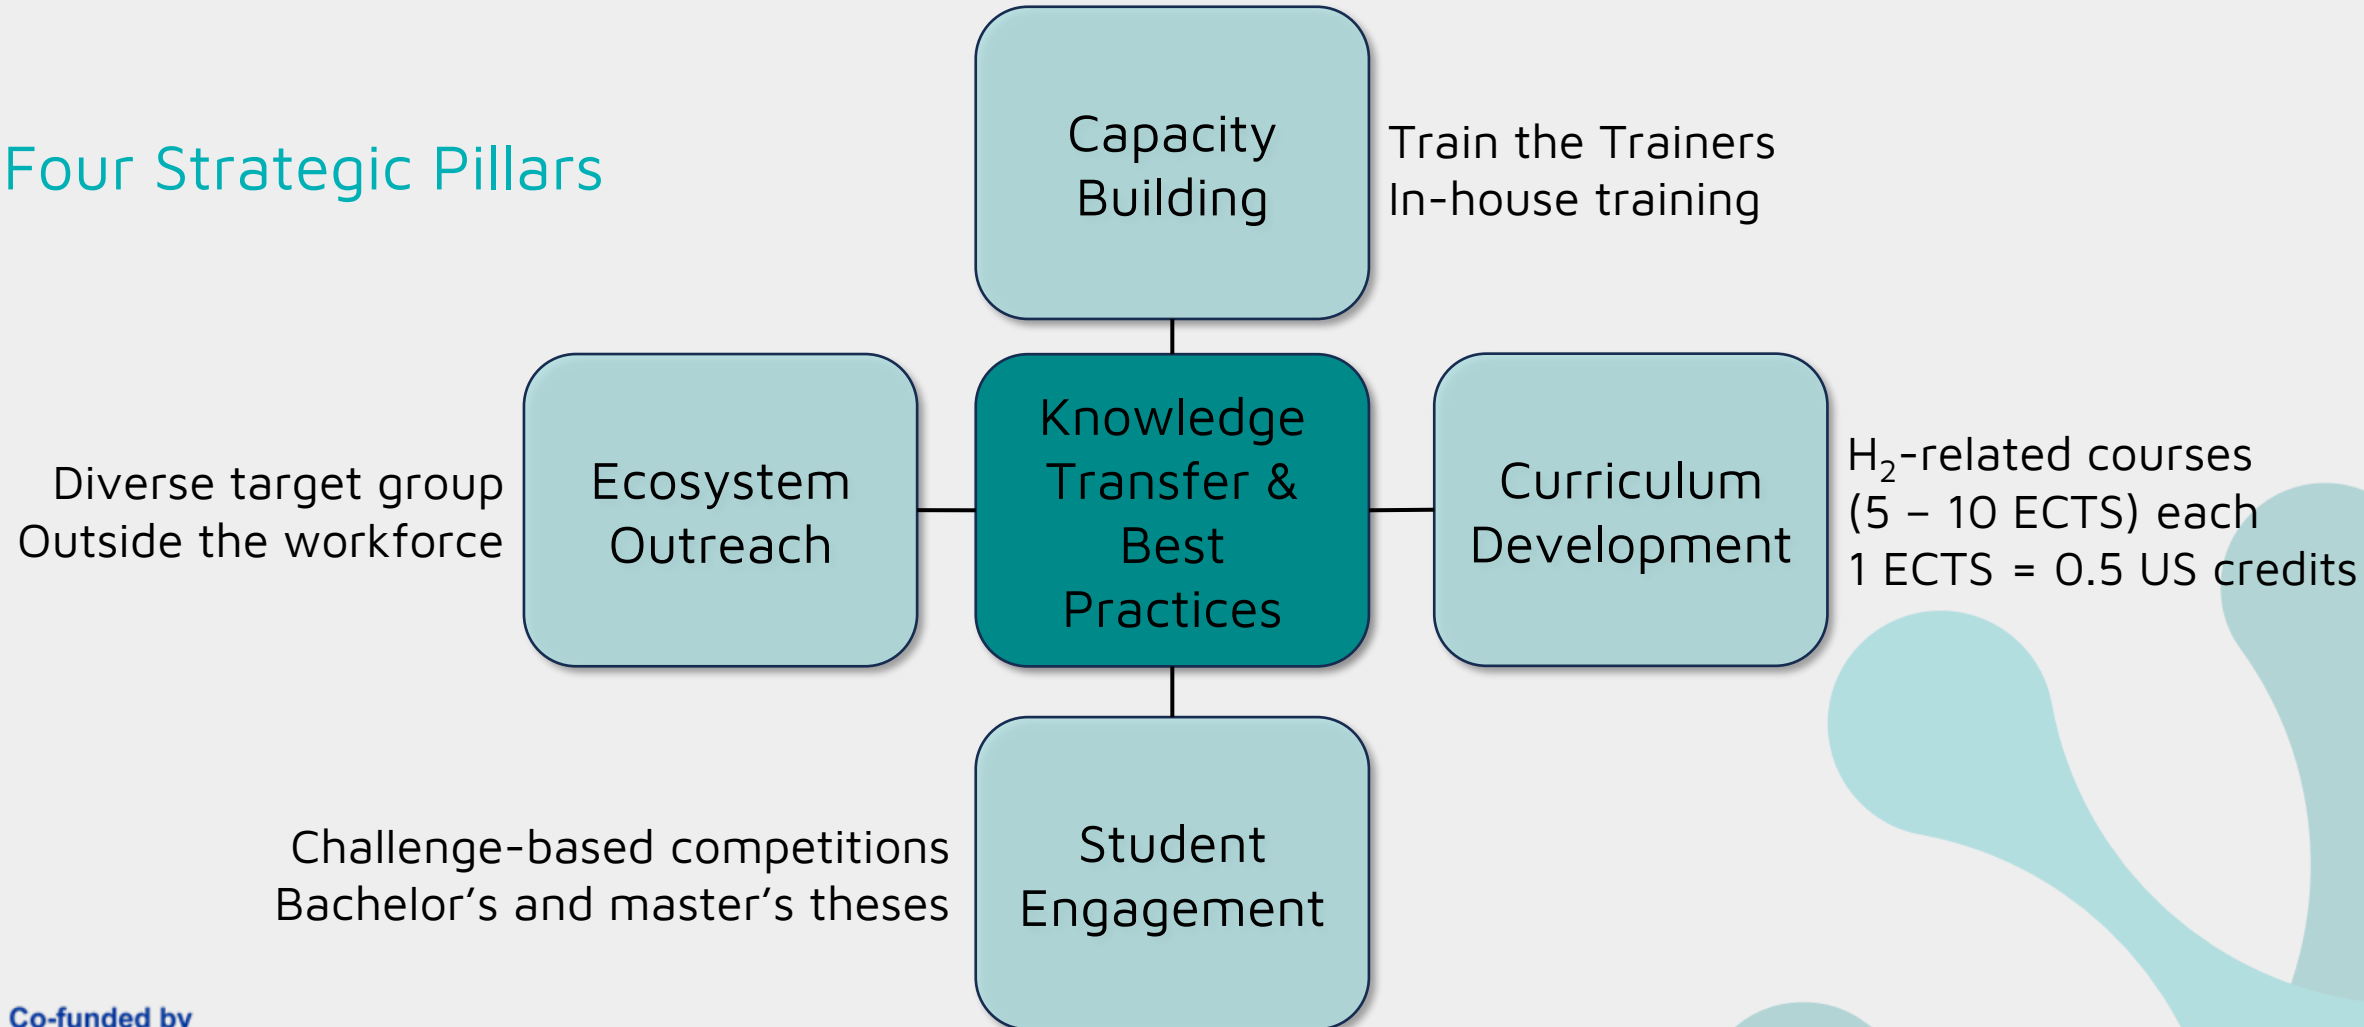 Four Strategic Pillars
Capacity
Building
Train the Trainers
In-house training
Diverse target group
Outside the workforce
Ecosystem
Outreach
Knowledge
Transfer &
Best
Practices
Curriculum
Development
H₂-related courses
(5 – 10 ECTS) each
1 ECTS = 0.5 US credits
Challenge-based competitions
Bachelor’s and master’s theses
Student
Engagement
Co-funded by